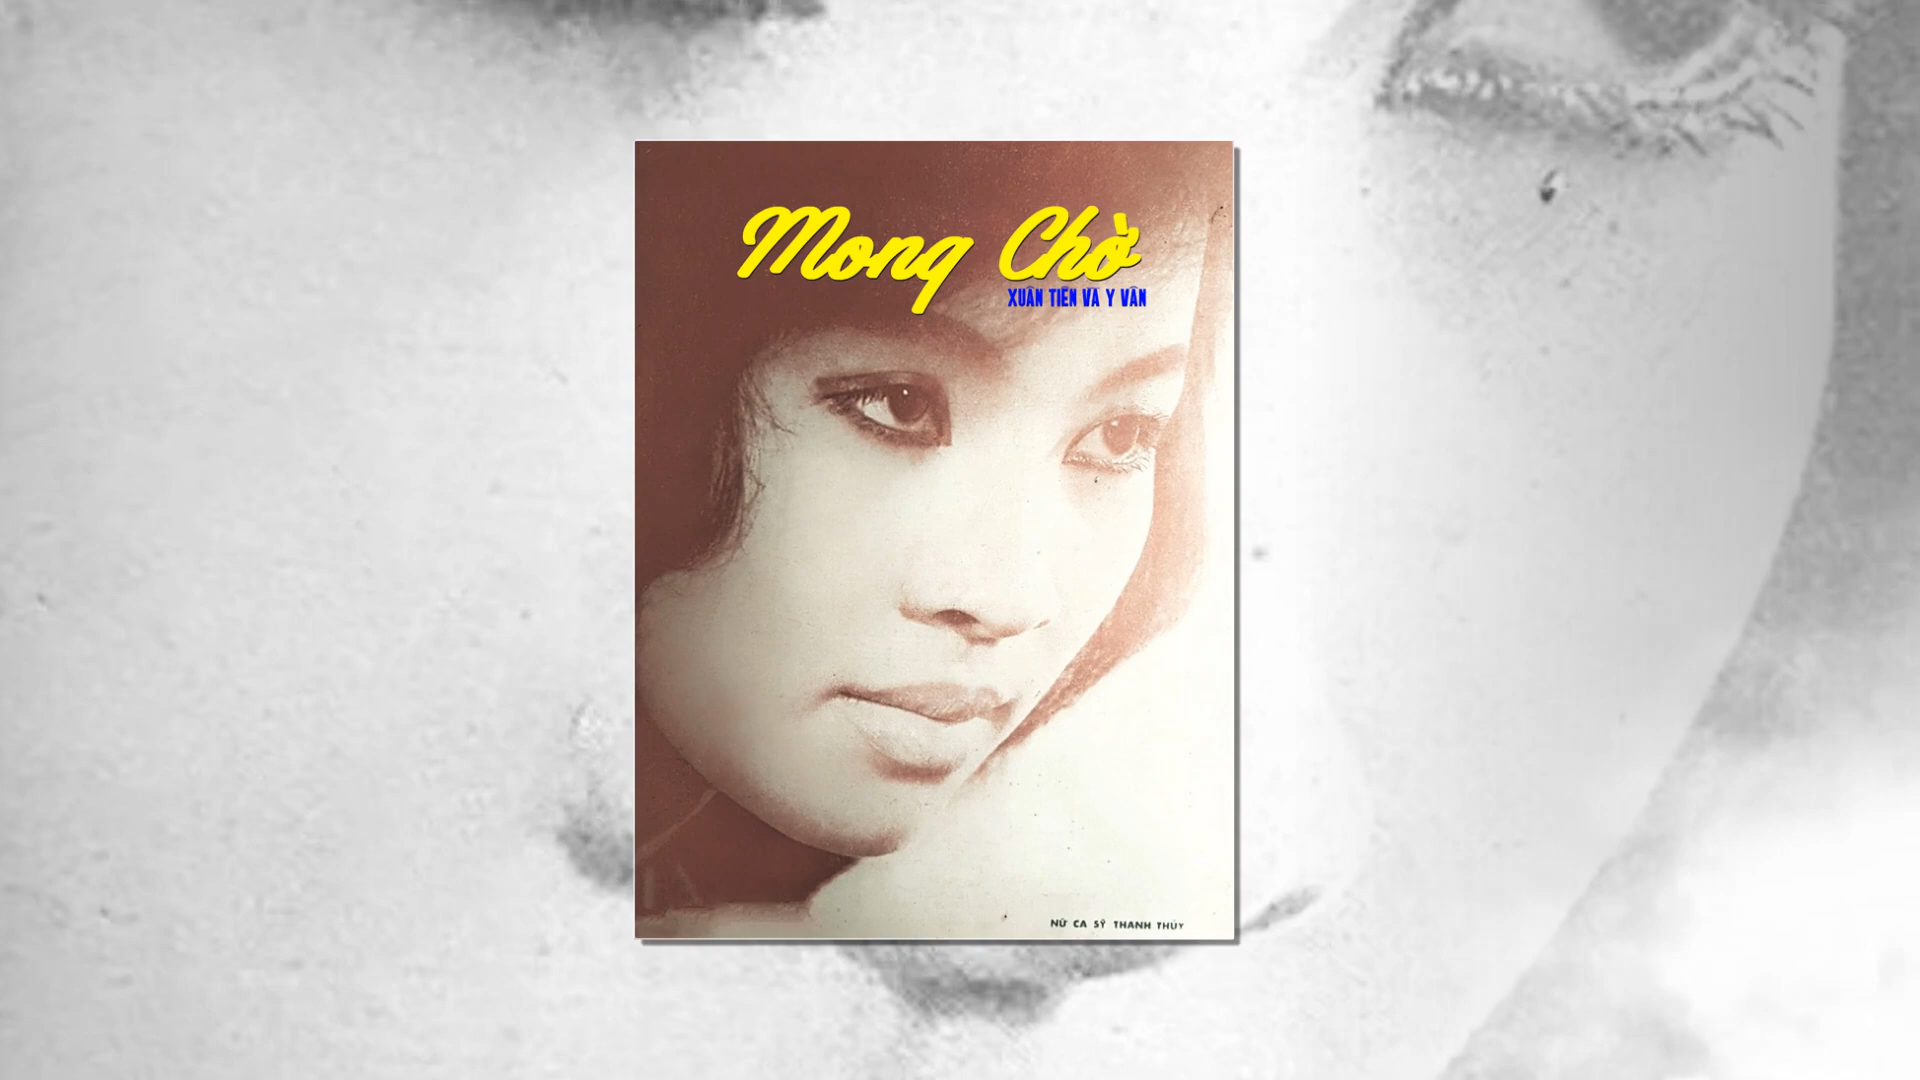 Mong Chờ
XUÂN TIÊN VÀ Y VÂN
NỮ CA SỸ THANH THÚY